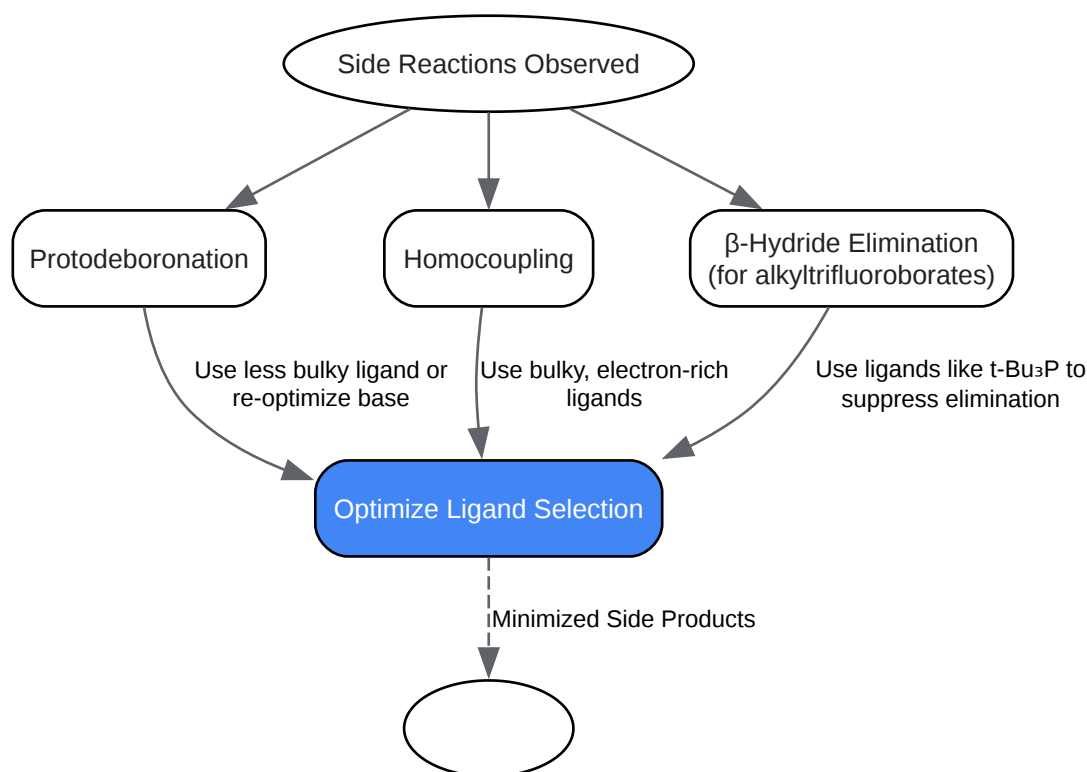 Side Reactions Observed
Protodeboronation
Homocoupling
β-Hydride Elimination
(for alkyltrifluoroborates)
Use less bulky ligand or
re-optimize base
Use bulky, electron-rich
ligands
Use ligands like t-Bu₃P to
suppress elimination
Optimize Ligand Selection
Minimized Side Products